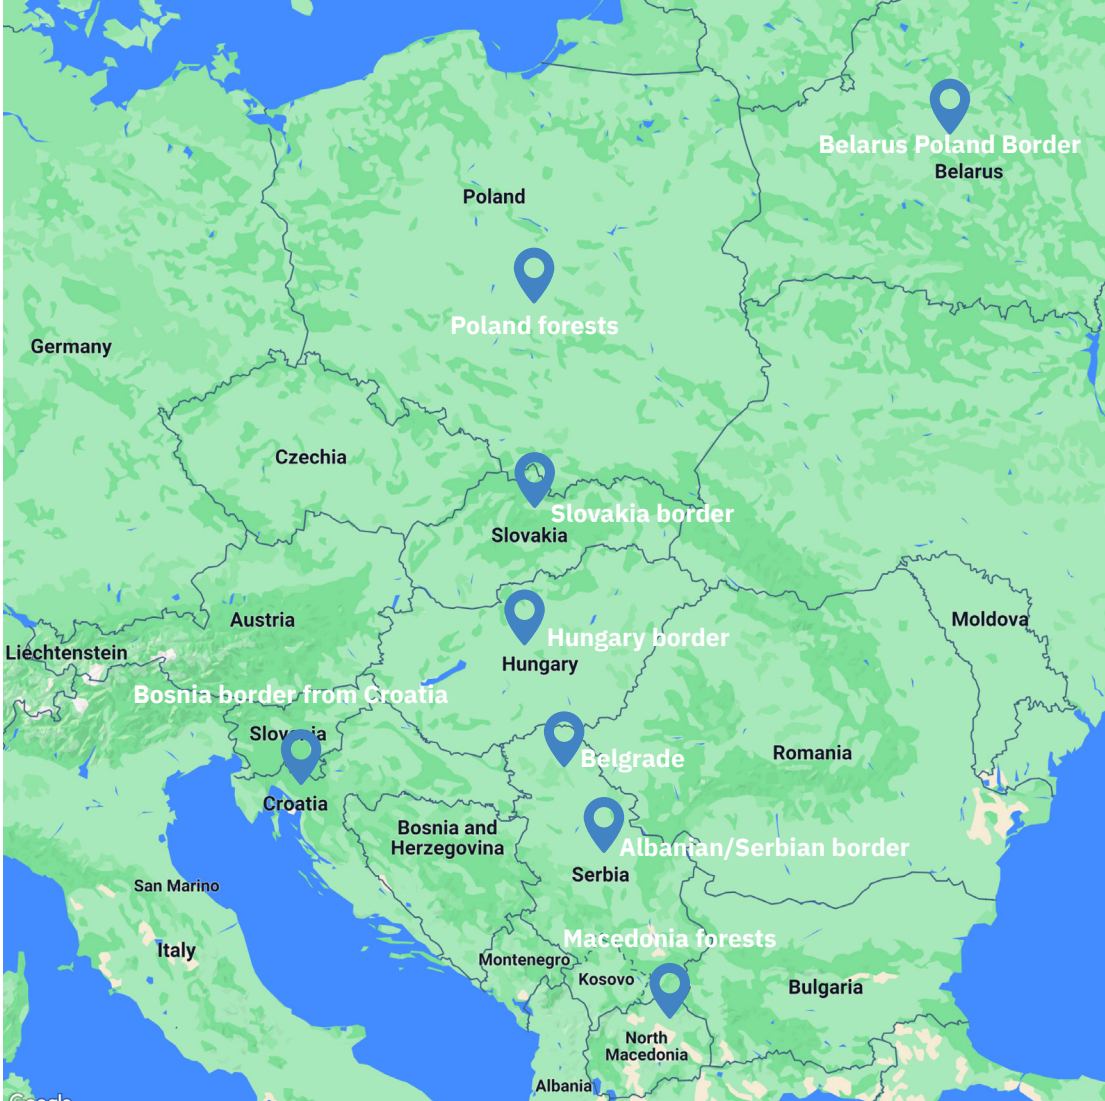 Belarus Poland Border
Belarus
Poland
Poland forests
Germany
Czechia
Slovakia border
Slovakia
Austria
Moldova
Hungary border
Liechtenstein
Hungary
Bosnia border from Croatia
Slovenia
Romania
Belgrade
Croatia
Bosnia and
Herzegovina
Albanian/Serbian border
Serbia
San Marino
Macedonia forests
Italy
Montenegro
Kosovo
Bulgaria
North
Macedonia
Albania
Google